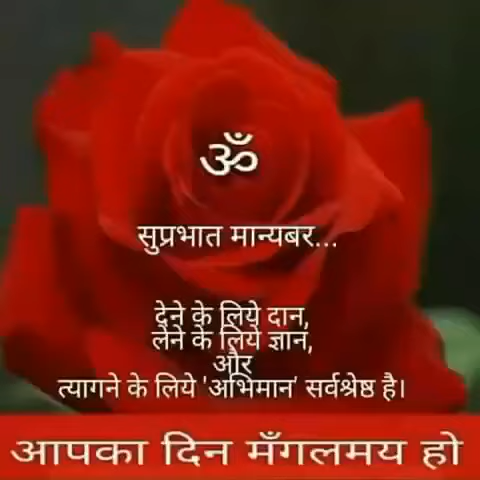 ॐ
सुप्रभात मान्यबर...
देने के लिये दान,
लेने के लिये ज्ञान,
और
त्यागने के लिये 'अभिमान' सर्वश्रेष्ठ है।
आपका दिन मँगलमय हो